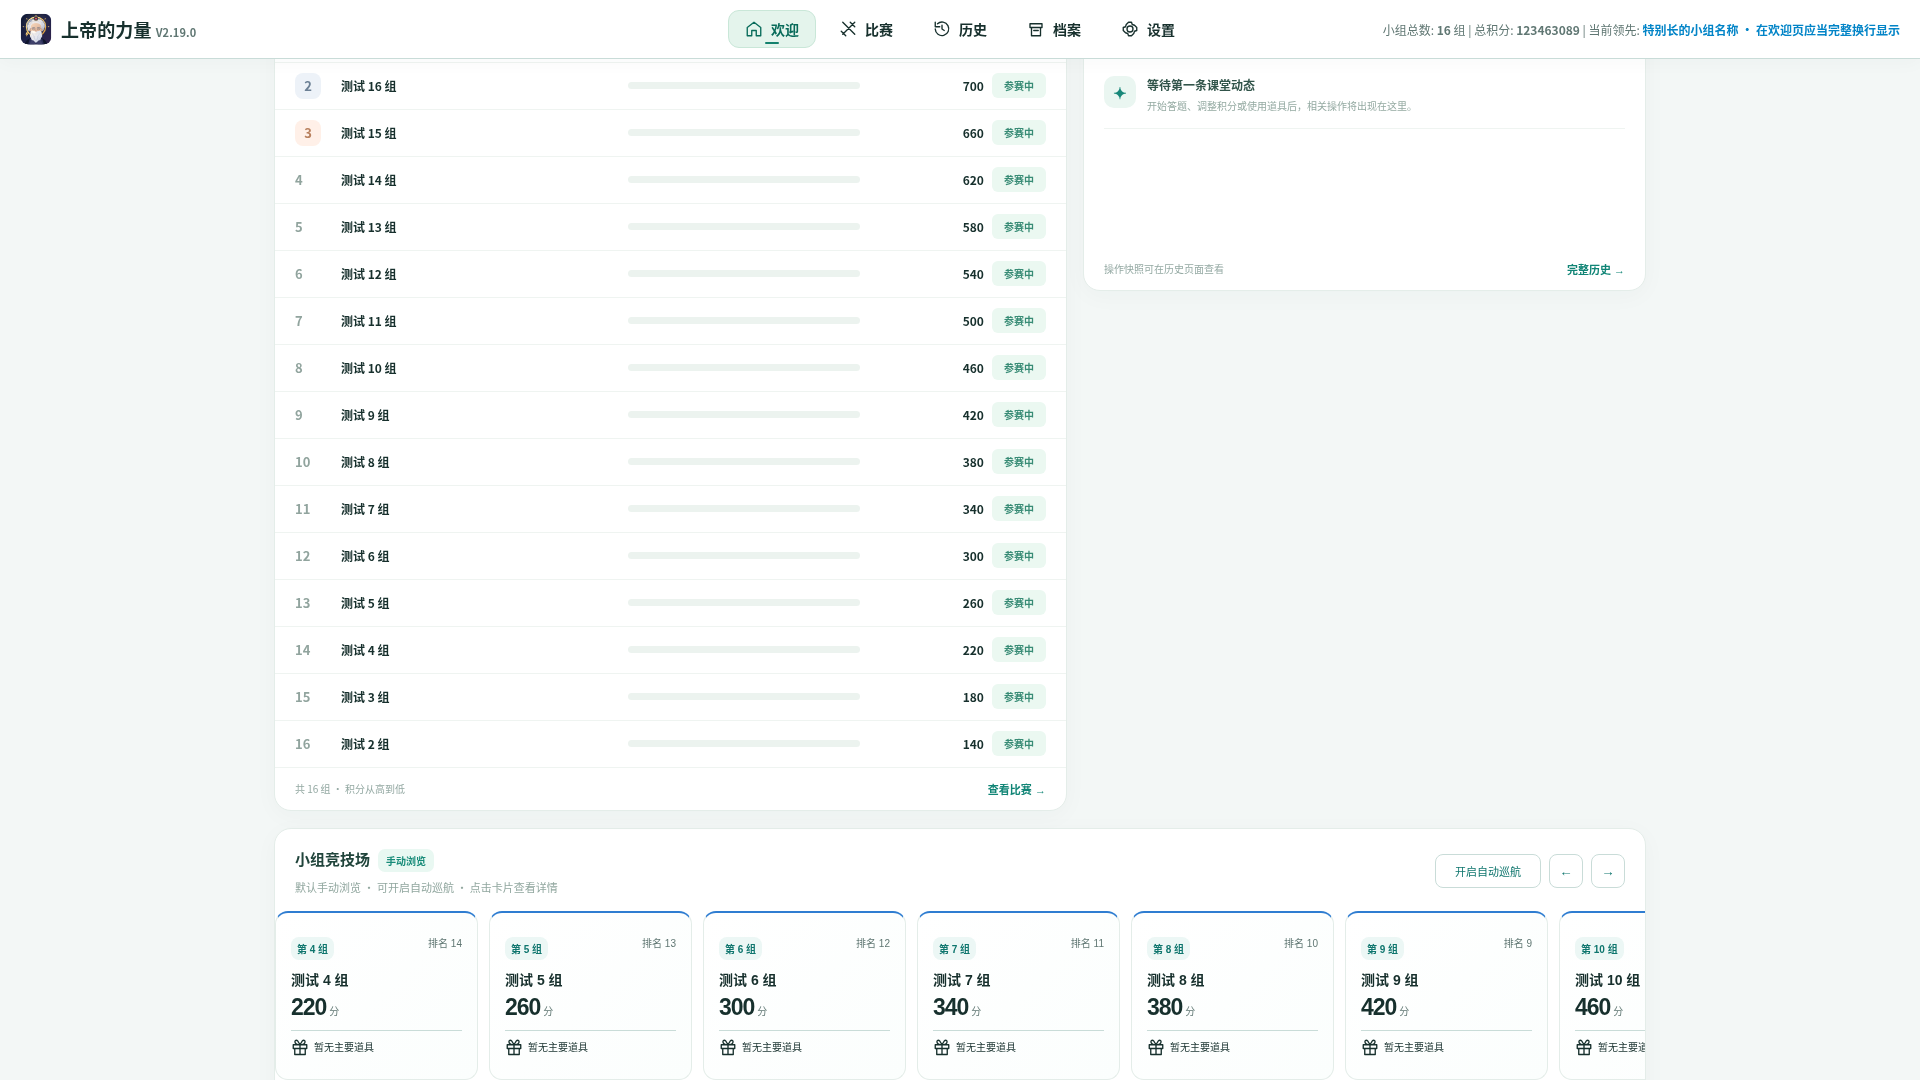 上帝的力量 V2.19.0
欢迎
比赛
历史
档案
设置
小组总数: 16 组 | 总积分: 123463089 | 当前领先: 特别长的小组名称 · 在欢迎页应当完整换行显示
2 测试 16 组 700 参赛中
3 测试 15 组 660 参赛中
4 测试 14 组 620 参赛中
5 测试 13 组 580 参赛中
6 测试 12 组 540 参赛中
7 测试 11 组 500 参赛中
8 测试 10 组 460 参赛中
9 测试 9 组 420 参赛中
10 测试 8 组 380 参赛中
11 测试 7 组 340 参赛中
12 测试 6 组 300 参赛中
13 测试 5 组 260 参赛中
14 测试 4 组 220 参赛中
15 测试 3 组 180 参赛中
16 测试 2 组 140 参赛中
共 16 组 · 积分从高到低
查看比赛 →
等待第一条课堂动态
开始答题、调整积分或使用道具后，相关操作将出现在这里。
操作快照可在历史页面查看
完整历史 →
小组竞技场 手动浏览
默认手动浏览 · 可开启自动巡航 · 点击卡片查看详情
开启自动巡航 ← →
第 4 组 排名 14
测试 4 组
220 分
暂无主要道具
第 5 组 排名 13
测试 5 组
260 分
暂无主要道具
第 6 组 排名 12
测试 6 组
300 分
暂无主要道具
第 7 组 排名 11
测试 7 组
340 分
暂无主要道具
第 8 组 排名 10
测试 8 组
380 分
暂无主要道具
第 9 组 排名 9
测试 9 组
420 分
暂无主要道具
第 10 组
测试 10 组
460 分
暂无主要道